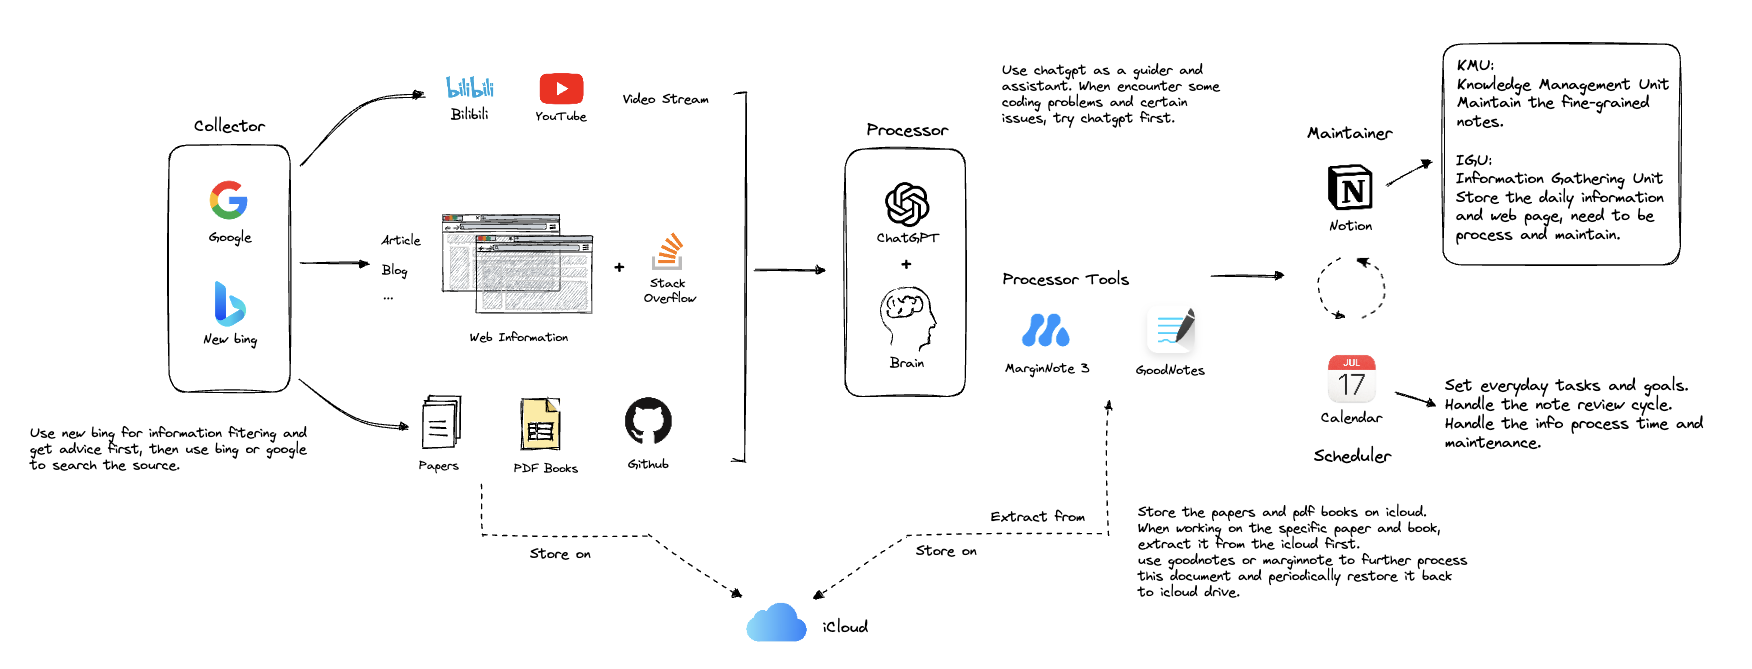 Collector
Google
New bing
Use new bing for information fitering and
get advice first, then use bing or google
to search the source.
bilibili
Bilibili
YouTube
Video Stream
Article
Blog
...
Web Information
+
Stack
Overflow
Papers
PDF Books
Github
Store on
iCloud
Store on
Extract from
Processor
ChatGPT
+
Brain
Use chatgpt as a guider and
assistant. When encounter some
coding problems and certain
issues, try chatgpt first.
Processor Tools
MarginNote 3
GoodNotes
Store the papers and pdf books on icloud.
When working on the specific paper and book,
extract it from the icloud first.
use goodnotes or marginnote to further process
this document and periodically restore it back
to icloud drive.
Maintainer
N
Notion
JUL
17
Calendar
Scheduler
KMU:
Knowledge Management Unit
Maintain the fine-grained
notes.
IGU:
Information Gathering Unit
Store the daily information
and web page, need to be
process and maintain.
Set everyday tasks and goals.
Handle the note review cycle.
Handle the info process time and
maintenance.